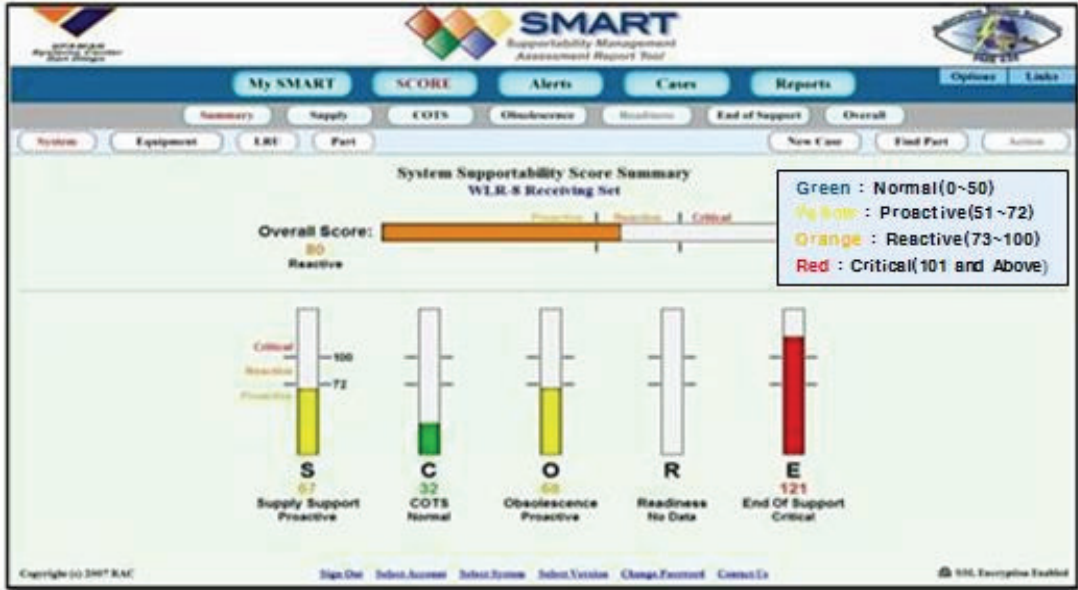 SMART
Supportability Management
Assessment Report Tool
My SMART SCORE Alerts Cases Reports Options Links
Summary Supply COTS Obsolescence Readiness End of Support Overall
System Equipment LRU Part New Case Find Part Action
System Supportability Score Summary
WLR-8 Receiving Set
Proactive Reactive Critical
Overall Score:
80
Reactive
Green : Normal(0~50)
Yellow : Proactive(51~72)
Orange : Reactive(73~100)
Red : Critical(101 and Above)
Critical
100
Reactive
72
Proactive
S C O R E
67 32 68 121
Supply Support COTS Obsolescence Readiness End Of Support
Proactive Normal Proactive No Data Critical
Copyright (c) 2007 RAC Sign Out Select Account Select System Select Version Change Password Contact Us SSL Encryption Enabled